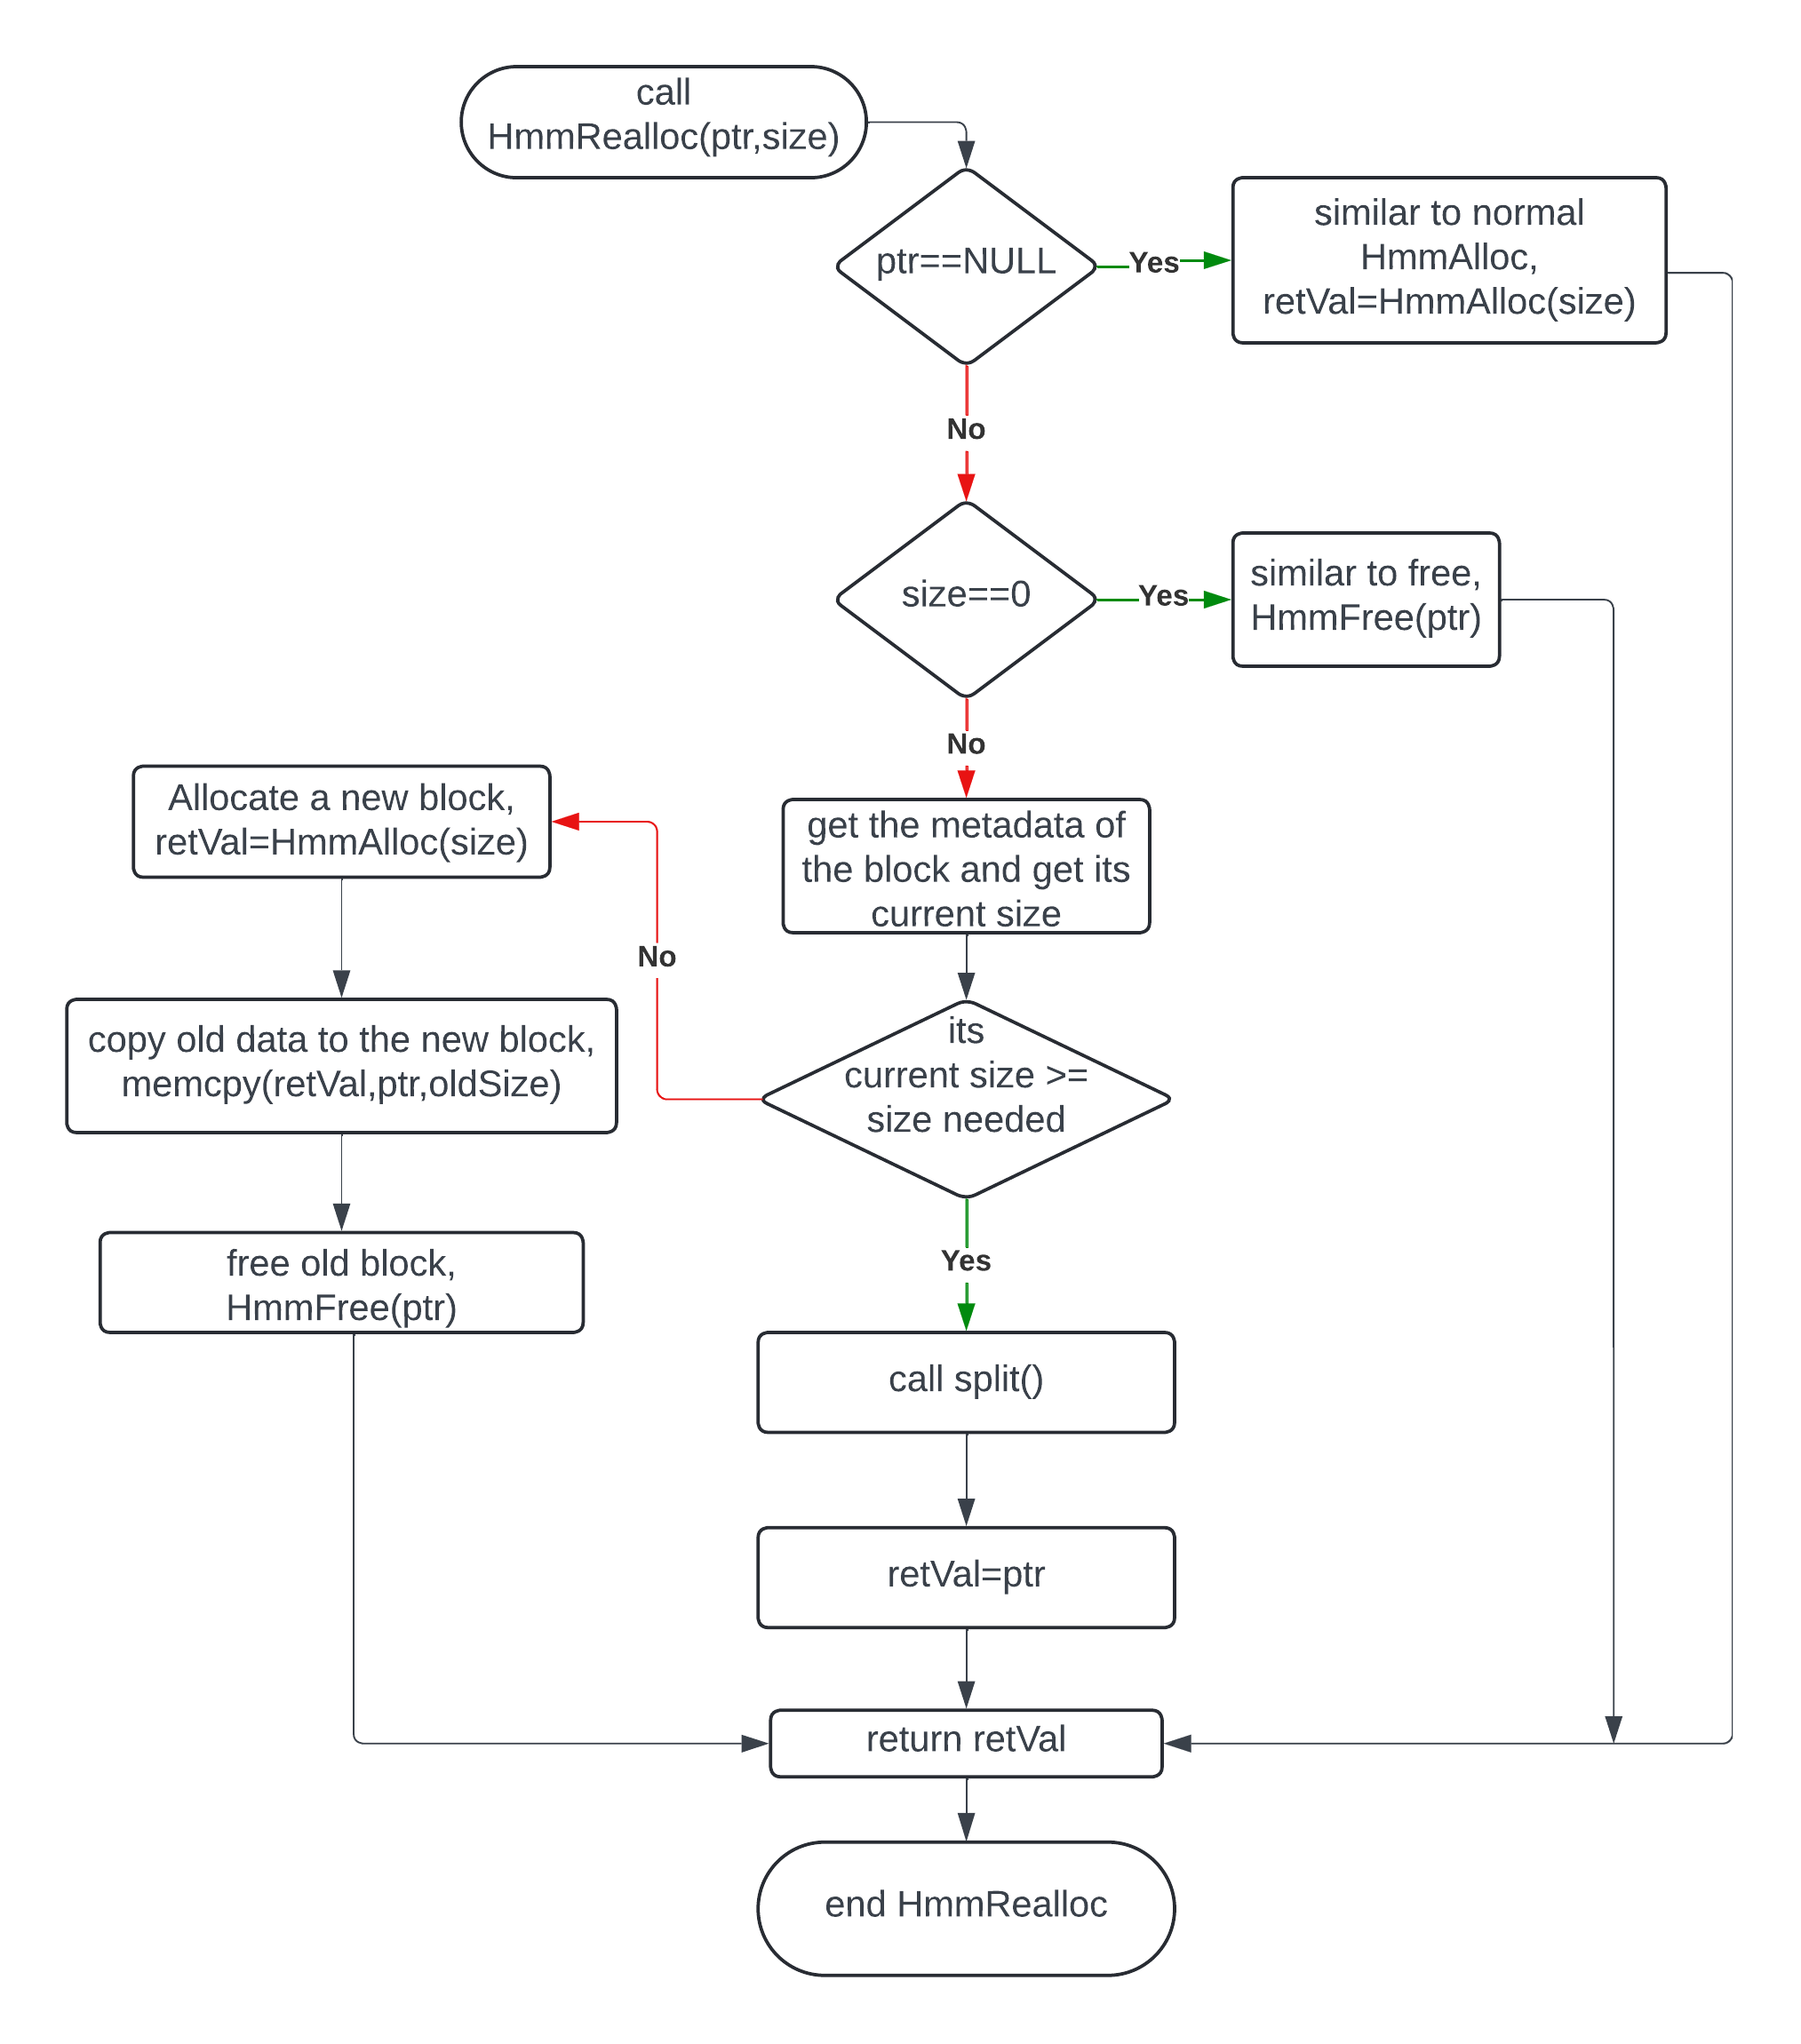 call
HmmRealloc(ptr,size)
ptr==NULL
Yes
similar to normal
HmmAlloc,
retVal=HmmAlloc(size)
No
size==0
Yes
similar to free,
HmmFree(ptr)
No
get the metadata of
the block and get its
current size
its
current size >=
size needed
No
Allocate a new block,
retVal=HmmAlloc(size)
copy old data to the new block,
memcpy(retVal,ptr,oldSize)
free old block,
HmmFree(ptr)
Yes
call split()
retVal=ptr
return retVal
end HmmRealloc